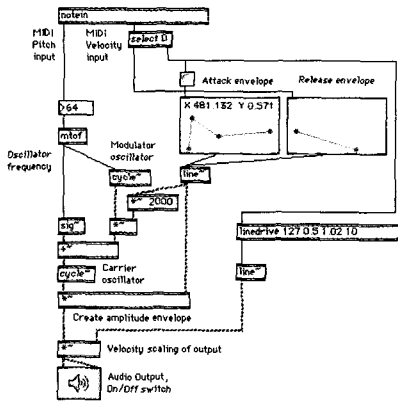 notein
MIDI
Pitch
input
MIDI
Velocity
input
select 0
Attack envelope
Release envelope
X 481.132 Y 0.571
>64
mtof
Modulator
oscillator
Oscillator
frequency
cycle~
line~
*~ 2000
sig~
*~
linedrive 127 0.5 1.02 10
+~
cycle~
Carrier
oscillator
line~
*~
Create amplitude envelope
*~
Velocity scaling of output
Audio Output,
On/Off switch